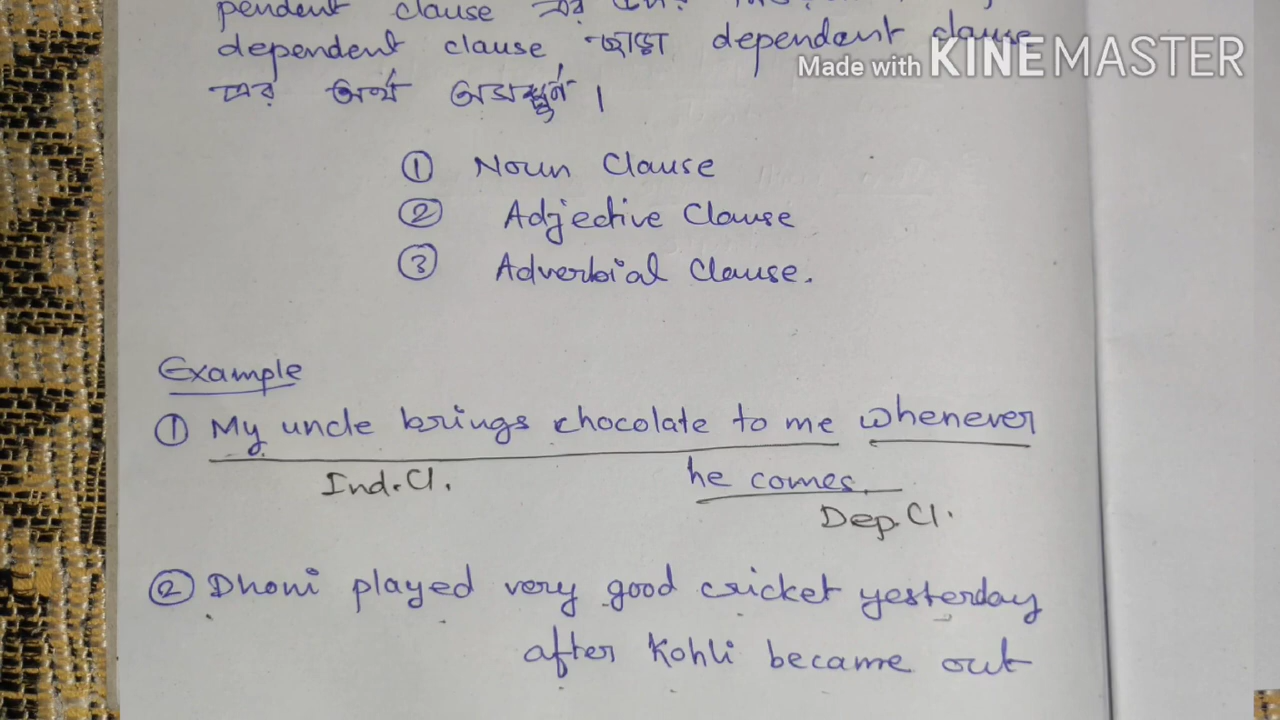 pendent clause এর
dependent clause ছাড়া dependent clause
এর অর্থ অসম্পূর্ণ ।
Made with KINEMASTER
① Noun Clause
② Adjective Clause
③ Adverbial Clause.
Example
① My uncle brings chocolate to me whenever
he comes.
Ind. Cl.
Dep. Cl.
② Dhoni played very good cricket yesterday
after Kohli became out